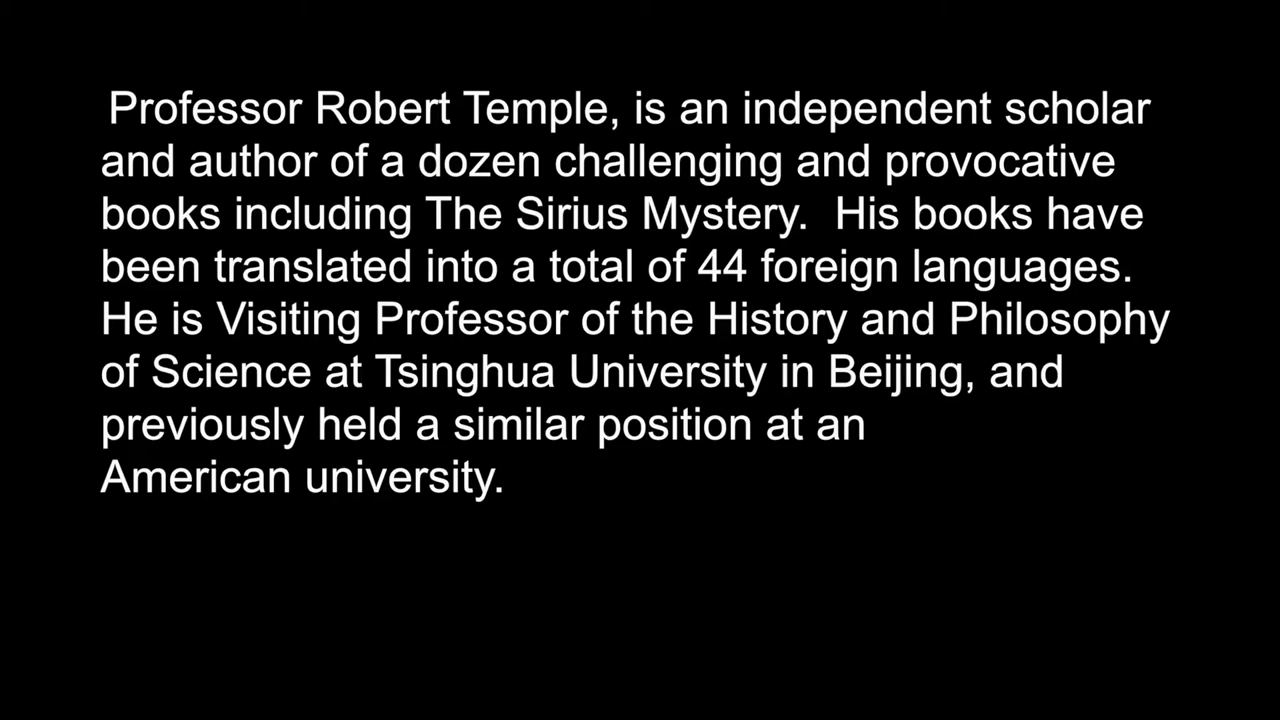 Professor Robert Temple, is an independent scholar
and author of a dozen challenging and provocative
books including The Sirius Mystery.  His books have
been translated into a total of 44 foreign languages.
He is Visiting Professor of the History and Philosophy
of Science at Tsinghua University in Beijing, and
previously held a similar position at an
American university.